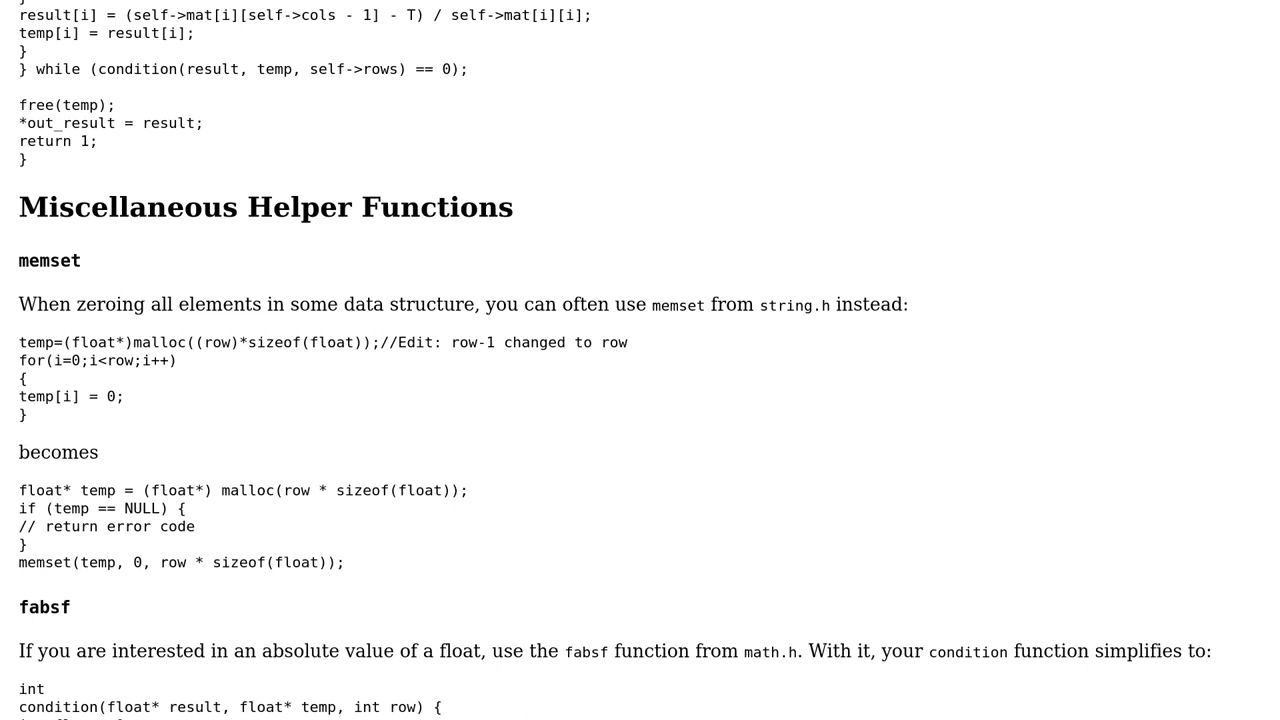 result[i] = (self->mat[i][self->cols - 1] - T) / self->mat[i][i];
temp[i] = result[i];
}
} while (condition(result, temp, self->rows) == 0);
free(temp);
*out_result = result;
return 1;
}
Miscellaneous Helper Functions
memset
When zeroing all elements in some data structure, you can often use memset from string.h instead:
temp=(float*)malloc((row)*sizeof(float));//Edit: row-1 changed to row
for(i=0;i<row;i++)
{
temp[i] = 0;
}
becomes
float* temp = (float*) malloc(row * sizeof(float));
if (temp == NULL) {
// return error code
}
memset(temp, 0, row * sizeof(float));
fabsf
If you are interested in an absolute value of a float, use the fabsf function from math.h. With it, your condition function simplifies to:
int
condition(float* result, float* temp, int row) {